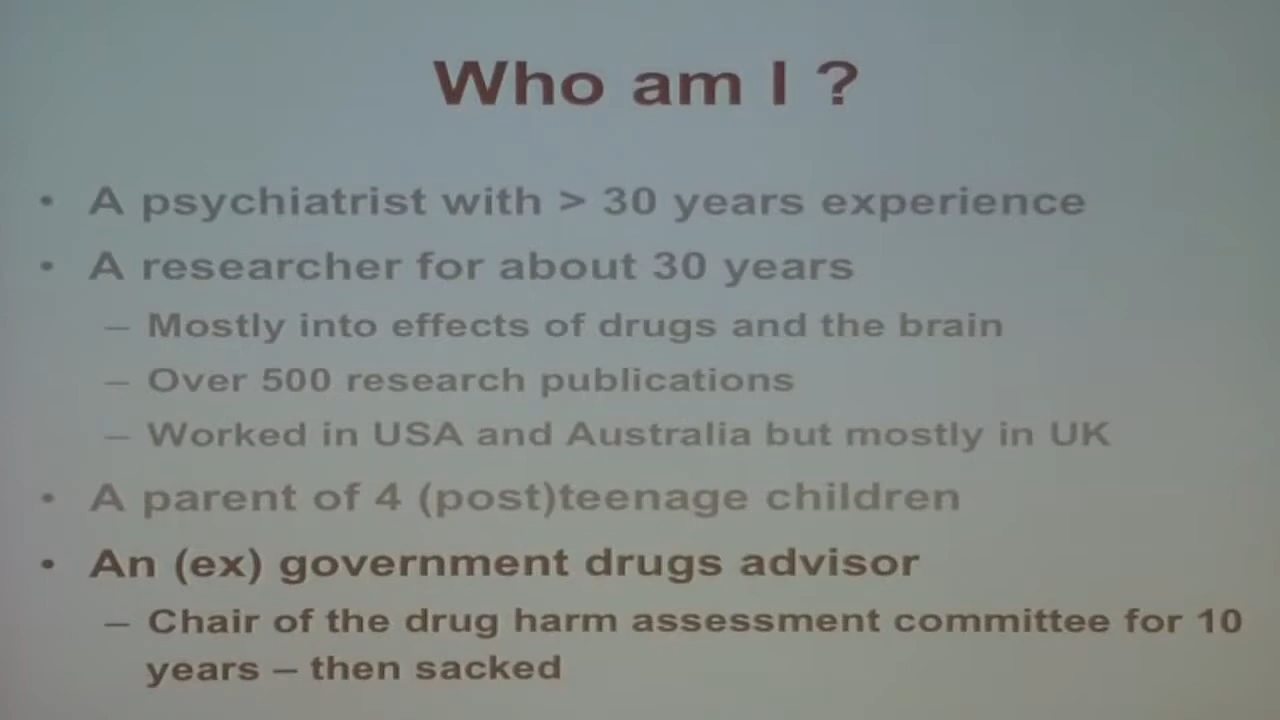 Who am I ?
• A psychiatrist with > 30 years experience
• A researcher for about 30 years
– Mostly into effects of drugs and the brain
– Over 500 research publications
– Worked in USA and Australia but mostly in UK
• A parent of 4 (post)teenage children
• An (ex) government drugs advisor
– Chair of the drug harm assessment committee for 10
years – then sacked